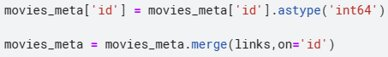 movies_meta['id'] = movies_meta['id'].astype('int64')
movies_meta = movies_meta.merge(links,on='id')